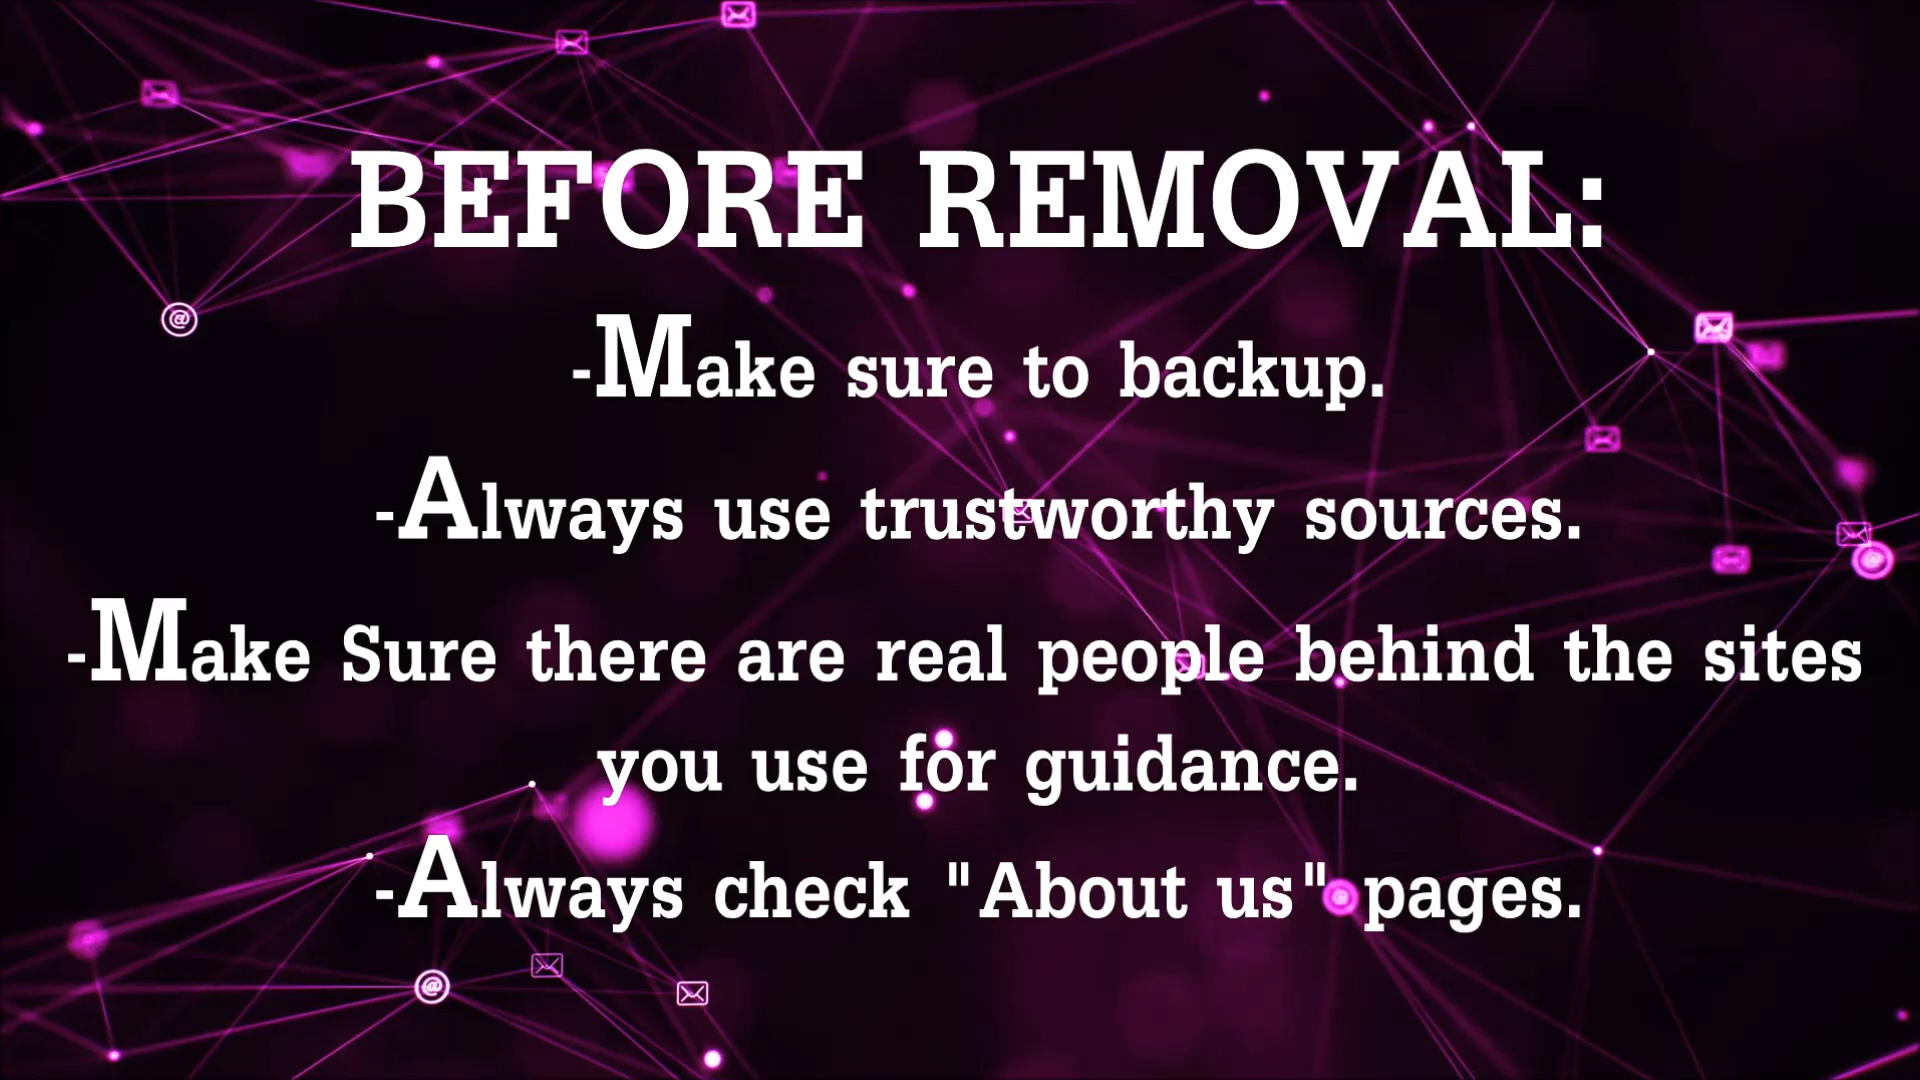 BEFORE REMOVAL:
-Make sure to backup.
-Always use trustworthy sources.
-Make Sure there are real people behind the sites
you use for guidance.
-Always check "About us" pages.